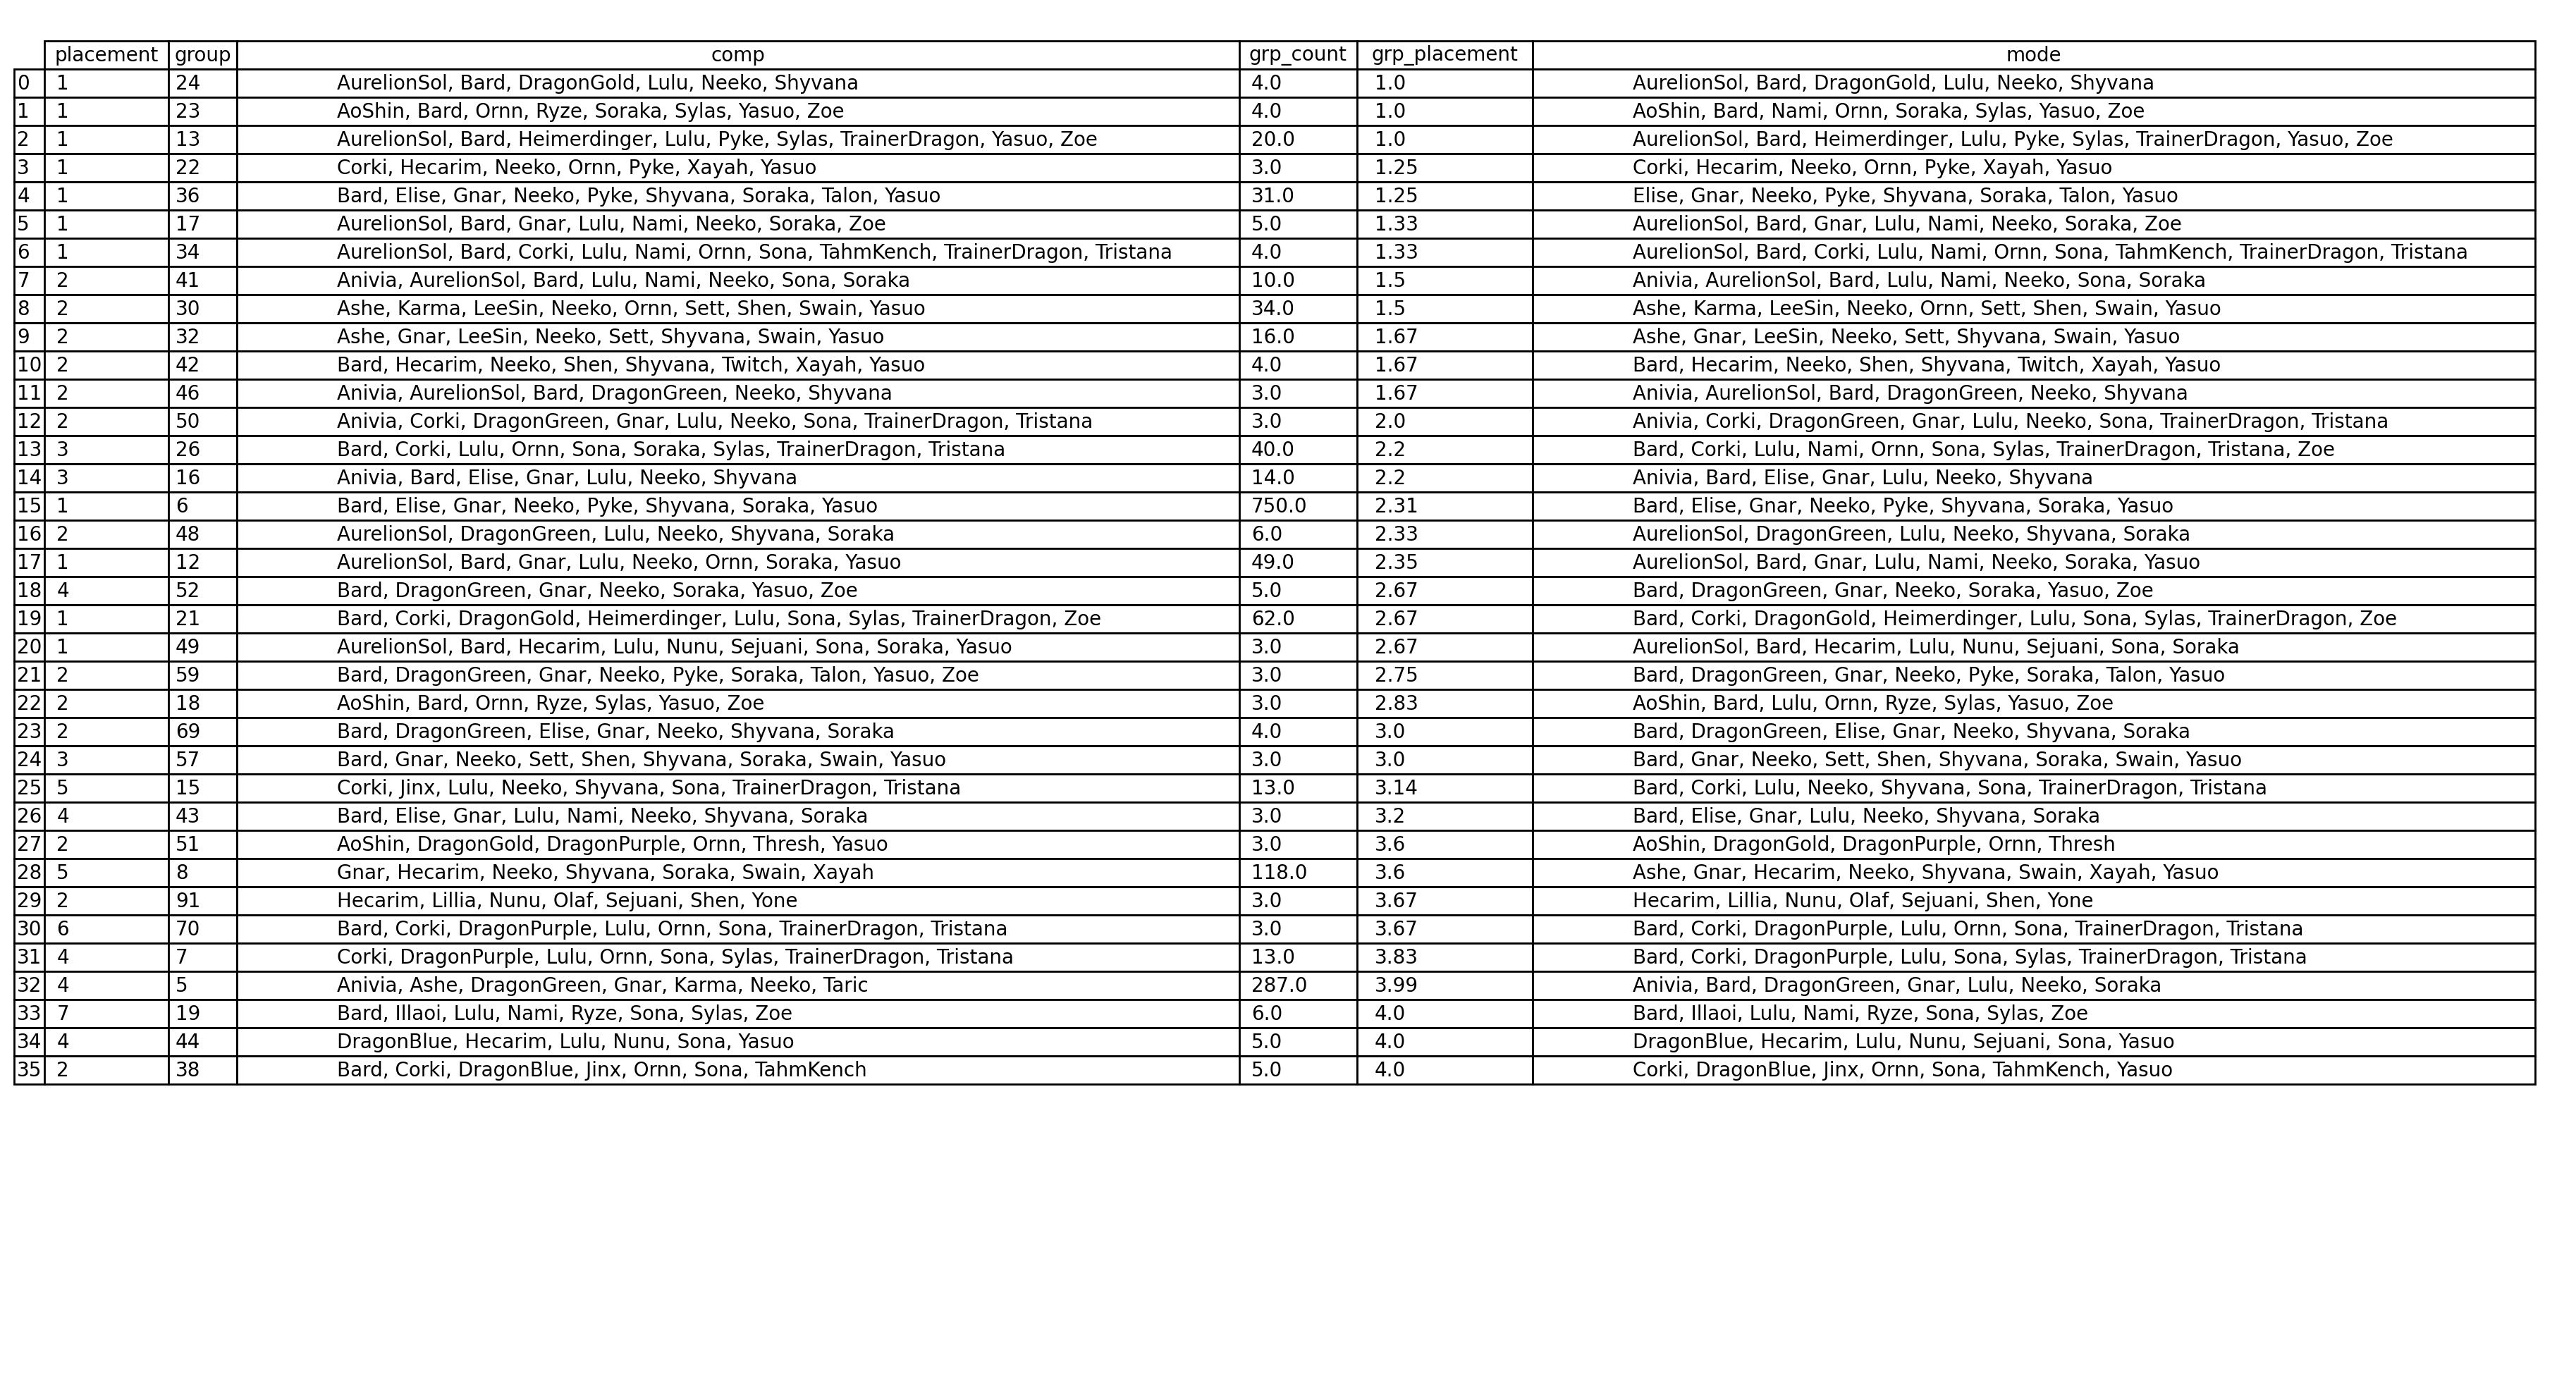 placement group comp grp_count grp_placement mode
0 1 24 AurelionSol, Bard, DragonGold, Lulu, Neeko, Shyvana 4.0 1.0 AurelionSol, Bard, DragonGold, Lulu, Neeko, Shyvana
1 1 23 AoShin, Bard, Ornn, Ryze, Soraka, Sylas, Yasuo, Zoe 4.0 1.0 AoShin, Bard, Nami, Ornn, Soraka, Sylas, Yasuo, Zoe
2 1 13 AurelionSol, Bard, Heimerdinger, Lulu, Pyke, Sylas, TrainerDragon, Yasuo, Zoe 20.0 1.0 AurelionSol, Bard, Heimerdinger, Lulu, Pyke, Sylas, TrainerDragon, Yasuo, Zoe
3 1 22 Corki, Hecarim, Neeko, Ornn, Pyke, Xayah, Yasuo 3.0 1.25 Corki, Hecarim, Neeko, Ornn, Pyke, Xayah, Yasuo
4 1 36 Bard, Elise, Gnar, Neeko, Pyke, Shyvana, Soraka, Talon, Yasuo 31.0 1.25 Elise, Gnar, Neeko, Pyke, Shyvana, Soraka, Talon, Yasuo
5 1 17 AurelionSol, Bard, Gnar, Lulu, Nami, Neeko, Soraka, Zoe 5.0 1.33 AurelionSol, Bard, Gnar, Lulu, Nami, Neeko, Soraka, Zoe
6 1 34 AurelionSol, Bard, Corki, Lulu, Nami, Ornn, Sona, TahmKench, TrainerDragon, Tristana 4.0 1.33 AurelionSol, Bard, Corki, Lulu, Nami, Ornn, Sona, TahmKench, TrainerDragon, Tristana
7 2 41 Anivia, AurelionSol, Bard, Lulu, Nami, Neeko, Sona, Soraka 10.0 1.5 Anivia, AurelionSol, Bard, Lulu, Nami, Neeko, Sona, Soraka
8 2 30 Ashe, Karma, LeeSin, Neeko, Ornn, Sett, Shen, Swain, Yasuo 34.0 1.5 Ashe, Karma, LeeSin, Neeko, Ornn, Sett, Shen, Swain, Yasuo
9 2 32 Ashe, Gnar, LeeSin, Neeko, Sett, Shyvana, Swain, Yasuo 16.0 1.67 Ashe, Gnar, LeeSin, Neeko, Sett, Shyvana, Swain, Yasuo
10 2 42 Bard, Hecarim, Neeko, Shen, Shyvana, Twitch, Xayah, Yasuo 4.0 1.67 Bard, Hecarim, Neeko, Shen, Shyvana, Twitch, Xayah, Yasuo
11 2 46 Anivia, AurelionSol, Bard, DragonGreen, Neeko, Shyvana 3.0 1.67 Anivia, AurelionSol, Bard, DragonGreen, Neeko, Shyvana
12 2 50 Anivia, Corki, DragonGreen, Gnar, Lulu, Neeko, Sona, TrainerDragon, Tristana 3.0 2.0 Anivia, Corki, DragonGreen, Gnar, Lulu, Neeko, Sona, TrainerDragon, Tristana
13 3 26 Bard, Corki, Lulu, Ornn, Sona, Soraka, Sylas, TrainerDragon, Tristana 40.0 2.2 Bard, Corki, Lulu, Nami, Ornn, Sona, Sylas, TrainerDragon, Tristana, Zoe
14 3 16 Anivia, Bard, Elise, Gnar, Lulu, Neeko, Shyvana 14.0 2.2 Anivia, Bard, Elise, Gnar, Lulu, Neeko, Shyvana
15 1 6 Bard, Elise, Gnar, Neeko, Pyke, Shyvana, Soraka, Yasuo 750.0 2.31 Bard, Elise, Gnar, Neeko, Pyke, Shyvana, Soraka, Yasuo
16 2 48 AurelionSol, DragonGreen, Lulu, Neeko, Shyvana, Soraka 6.0 2.33 AurelionSol, DragonGreen, Lulu, Neeko, Shyvana, Soraka
17 1 12 AurelionSol, Bard, Gnar, Lulu, Neeko, Ornn, Soraka, Yasuo 49.0 2.35 AurelionSol, Bard, Gnar, Lulu, Nami, Neeko, Soraka, Yasuo
18 4 52 Bard, DragonGreen, Gnar, Neeko, Soraka, Yasuo, Zoe 5.0 2.67 Bard, DragonGreen, Gnar, Neeko, Soraka, Yasuo, Zoe
19 1 21 Bard, Corki, DragonGold, Heimerdinger, Lulu, Sona, Sylas, TrainerDragon, Zoe 62.0 2.67 Bard, Corki, DragonGold, Heimerdinger, Lulu, Sona, Sylas, TrainerDragon, Zoe
20 1 49 AurelionSol, Bard, Hecarim, Lulu, Nunu, Sejuani, Sona, Soraka, Yasuo 3.0 2.67 AurelionSol, Bard, Hecarim, Lulu, Nunu, Sejuani, Sona, Soraka
21 2 59 Bard, DragonGreen, Gnar, Neeko, Pyke, Soraka, Talon, Yasuo, Zoe 3.0 2.75 Bard, DragonGreen, Gnar, Neeko, Pyke, Soraka, Talon, Yasuo
22 2 18 AoShin, Bard, Ornn, Ryze, Sylas, Yasuo, Zoe 3.0 2.83 AoShin, Bard, Lulu, Ornn, Ryze, Sylas, Yasuo, Zoe
23 2 69 Bard, DragonGreen, Elise, Gnar, Neeko, Shyvana, Soraka 4.0 3.0 Bard, DragonGreen, Elise, Gnar, Neeko, Shyvana, Soraka
24 3 57 Bard, Gnar, Neeko, Sett, Shen, Shyvana, Soraka, Swain, Yasuo 3.0 3.0 Bard, Gnar, Neeko, Sett, Shen, Shyvana, Soraka, Swain, Yasuo
25 5 15 Corki, Jinx, Lulu, Neeko, Shyvana, Sona, TrainerDragon, Tristana 13.0 3.14 Bard, Corki, Lulu, Neeko, Shyvana, Sona, TrainerDragon, Tristana
26 4 43 Bard, Elise, Gnar, Lulu, Nami, Neeko, Shyvana, Soraka 3.0 3.2 Bard, Elise, Gnar, Lulu, Neeko, Shyvana, Soraka
27 2 51 AoShin, DragonGold, DragonPurple, Ornn, Thresh, Yasuo 3.0 3.6 AoShin, DragonGold, DragonPurple, Ornn, Thresh
28 5 8 Gnar, Hecarim, Neeko, Shyvana, Soraka, Swain, Xayah 118.0 3.6 Ashe, Gnar, Hecarim, Neeko, Shyvana, Swain, Xayah, Yasuo
29 2 91 Hecarim, Lillia, Nunu, Olaf, Sejuani, Shen, Yone 3.0 3.67 Hecarim, Lillia, Nunu, Olaf, Sejuani, Shen, Yone
30 6 70 Bard, Corki, DragonPurple, Lulu, Ornn, Sona, TrainerDragon, Tristana 3.0 3.67 Bard, Corki, DragonPurple, Lulu, Ornn, Sona, TrainerDragon, Tristana
31 4 7 Corki, DragonPurple, Lulu, Ornn, Sona, Sylas, TrainerDragon, Tristana 13.0 3.83 Bard, Corki, DragonPurple, Lulu, Sona, Sylas, TrainerDragon, Tristana
32 4 5 Anivia, Ashe, DragonGreen, Gnar, Karma, Neeko, Taric 287.0 3.99 Anivia, Bard, DragonGreen, Gnar, Lulu, Neeko, Soraka
33 7 19 Bard, Illaoi, Lulu, Nami, Ryze, Sona, Sylas, Zoe 6.0 4.0 Bard, Illaoi, Lulu, Nami, Ryze, Sona, Sylas, Zoe
34 4 44 DragonBlue, Hecarim, Lulu, Nunu, Sona, Yasuo 5.0 4.0 DragonBlue, Hecarim, Lulu, Nunu, Sejuani, Sona, Yasuo
35 2 38 Bard, Corki, DragonBlue, Jinx, Ornn, Sona, TahmKench 5.0 4.0 Corki, DragonBlue, Jinx, Ornn, Sona, TahmKench, Yasuo